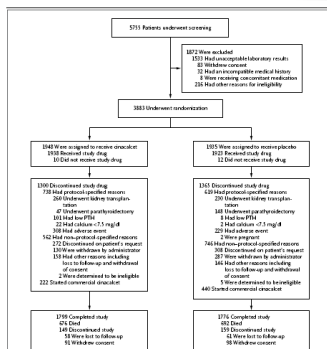 5755 Patients underwent screening
1872 Were excluded
1533 Had unacceptable laboratory results
83 Withdrew consent
32 Had an incompatible medical history
8 Were receiving concomitant medication
216 Had other reasons for ineligibility
3883 Underwent randomization
1948 Were assigned to receive cinacalcet
1938 Received study drug
10 Did not receive study drug
1935 Were assigned to receive placebo
1923 Received study drug
12 Did not receive study drug
1300 Discontinued study drug
738 Had protocol-specified reasons
260 Underwent kidney transplan-
tation
47 Underwent parathyroidectomy
101 Had low PTH
22 Had calcium <7.5 mg/dl
308 Had adverse event
562 Had non-protocol-specified reasons
272 Discontinued on patient's request
130 Were withdrawn by administrator
158 Had other reasons including
loss to follow-up and withdrawal
of consent
2 Were determined to be ineligible
222 Started commercial cinacalcet
1365 Discontinued study drug
619 Had protocol-specified reasons
230 Underwent kidney transplan-
tation
148 Underwent parathyroidectomy
8 Had low PTH
2 Had calcium <7.5 mg/dl
229 Had adverse event
2 Were pregnant
746 Had non-protocol-specified reasons
308 Discontinued on patient's request
287 Were withdrawn by administrator
146 Had other reasons including
loss to follow-up and withdrawal
of consent
5 Were determined to be ineligible
440 Started commercial cinacalcet
1799 Completed study
676 Died
149 Discontinued study
58 Were lost to follow-up
91 Withdrew consent
1776 Completed study
692 Died
159 Discontinued study
61 Were lost to follow-up
98 Withdrew consent